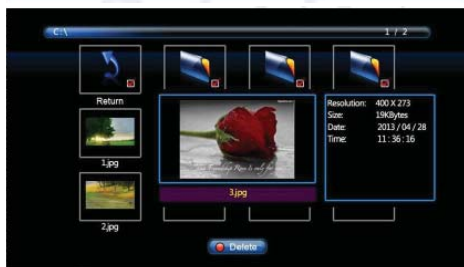 C:\
1 / 2
Return
Resolution: 400 X 273
Size: 19KBytes
Date: 2013 / 04 / 28
Time: 11 : 36 : 16
1.jpg
3.jpg
2.jpg
Delete